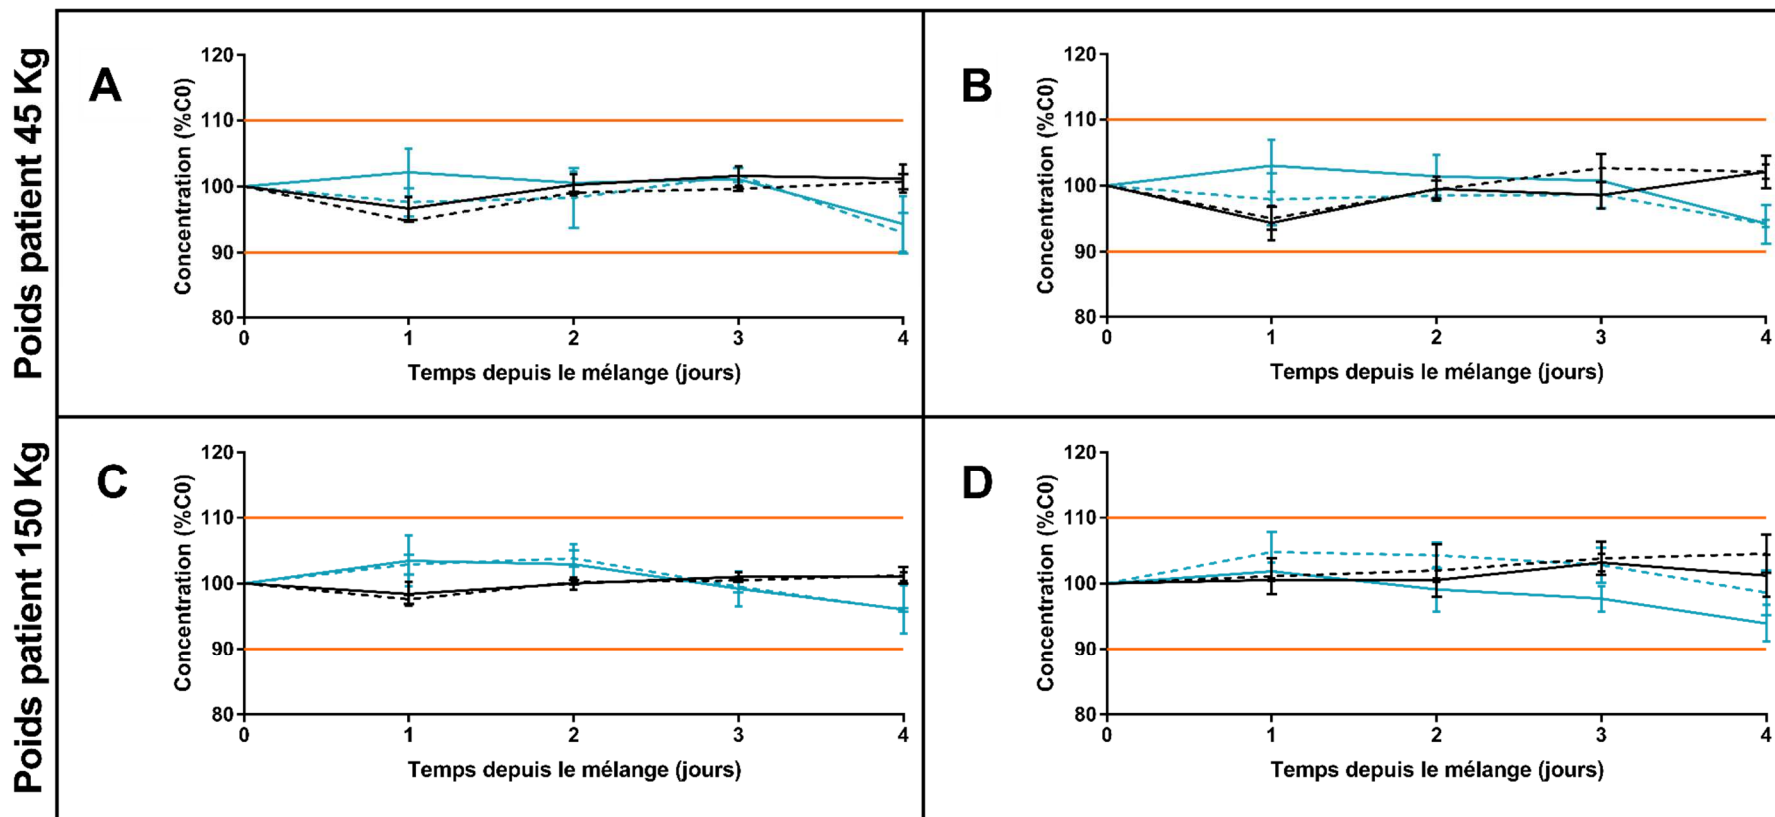 Poids patient 45 Kg
A
Concentration (%C0)
120
110
100
90
80
0 1 2 3 4
Temps depuis le mélange (jours)
B
Concentration (%C0)
120
110
100
90
80
0 1 2 3 4
Temps depuis le mélange (jours)
Poids patient 150 Kg
C
Concentration (%C0)
120
110
100
90
80
0 1 2 3 4
Temps depuis le mélange (jours)
D
Concentration (%C0)
120
110
100
90
80
0 1 2 3 4
Temps depuis le mélange (jours)